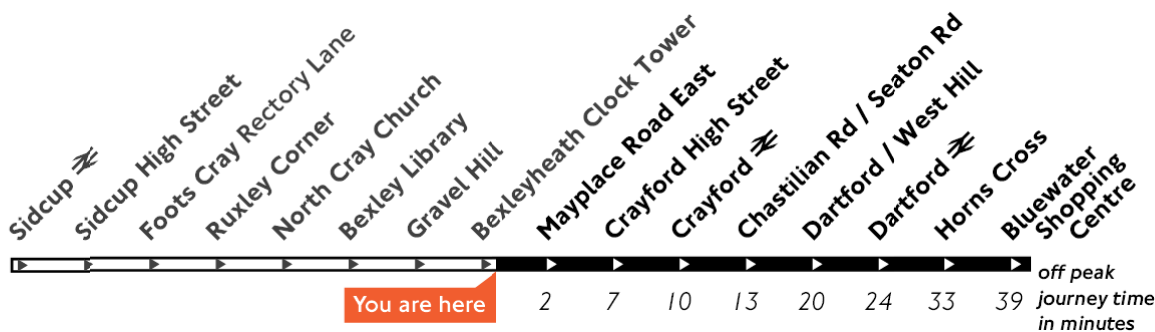 Sidcup
Sidcup High Street
Foots Cray Rectory Lane
Ruxley Corner
North Cray Church
Bexley Library
Gravel Hill
Bexleyheath Clock Tower
Mayplace Road East
Crayford High Street
Crayford
Chastilian Rd / Seaton Rd
Dartford / West Hill
Dartford
Horns Cross
Bluewater
Shopping
Centre
You are here
2 7 10 13 20 24 33 39
off peak
journey time
in minutes